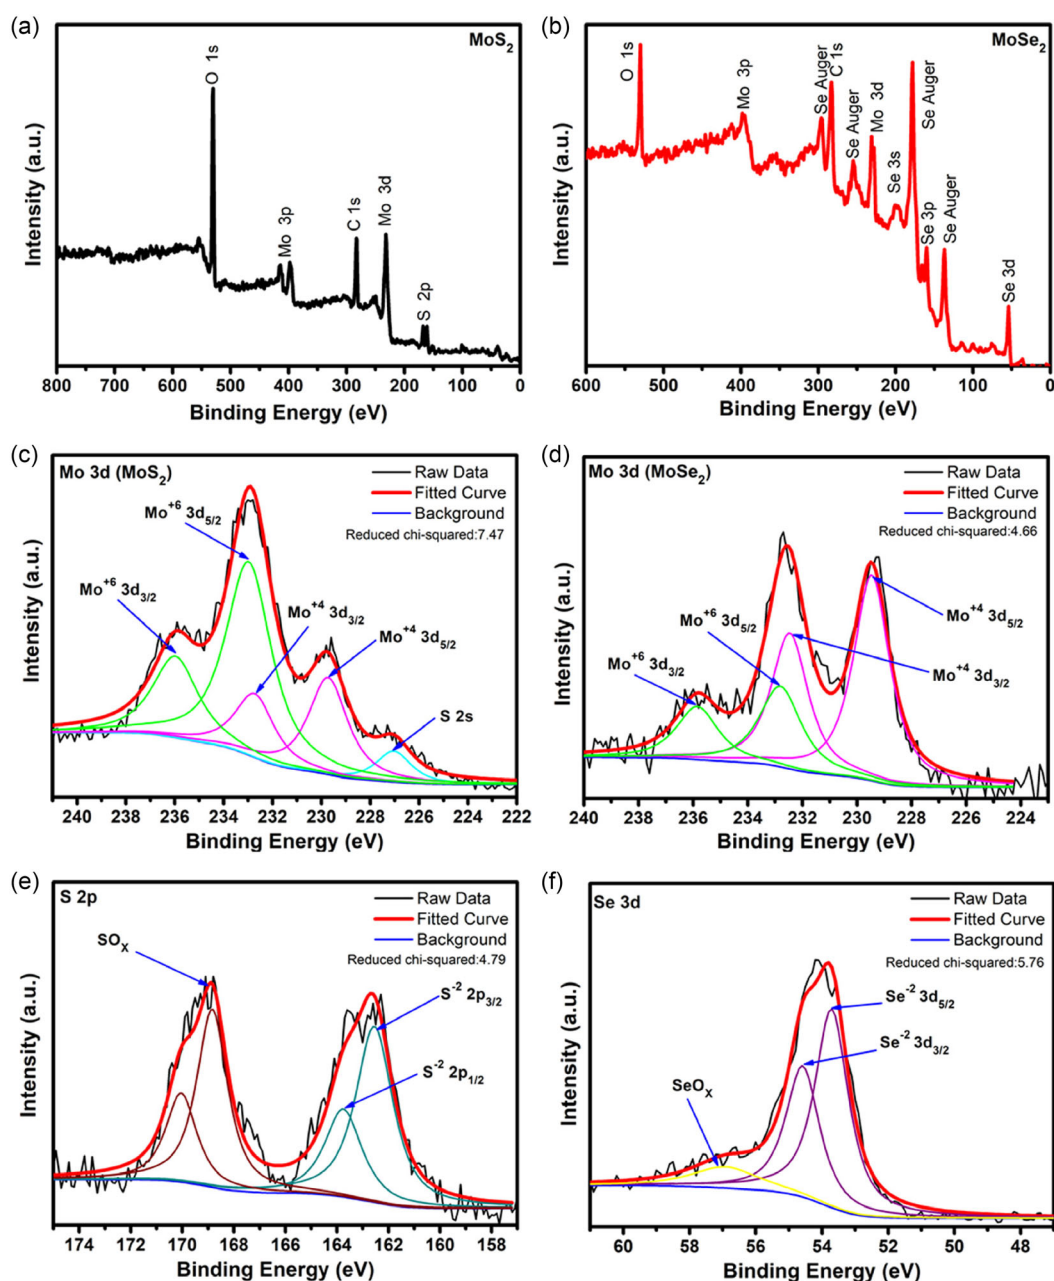 (a)
MoS2
O 1s
Mo 3p
C 1s
Mo 3d
S 2p
Intensity (a.u.)
800 700 600 500 400 300 200 100 0
Binding Energy (eV)
(b)
MoSe2
O 1s
Mo 3p
Se Auger
C 1s
Se Auger
Mo 3d
Se 3s
Se Auger
Se 3p
Se Auger
Se 3d
Intensity (a.u.)
600 500 400 300 200 100 0
Binding Energy (eV)
(c)
Mo 3d (MoS2)
Raw Data
Fitted Curve
Background
Reduced chi-squared:7.47
Mo+6 3d5/2
Mo+6 3d3/2
Mo+4 3d3/2
Mo+4 3d5/2
S 2s
Intensity (a.u.)
240 238 236 234 232 230 228 226 224 222
Binding Energy (eV)
(d)
Mo 3d (MoSe2)
Raw Data
Fitted Curve
Background
Reduced chi-squared:4.66
Mo+4 3d5/2
Mo+6 3d5/2
Mo+6 3d3/2
Mo+4 3d3/2
Intensity (a.u.)
240 238 236 234 232 230 228 226 224
Binding Energy (eV)
(e)
S 2p
Raw Data
Fitted Curve
Background
Reduced chi-squared:4.79
SOX
S-2 2p3/2
S-2 2p1/2
Intensity (a.u.)
174 172 170 168 166 164 162 160 158
Binding Energy (eV)
(f)
Se 3d
Raw Data
Fitted Curve
Background
Reduced chi-squared:5.76
Se-2 3d5/2
Se-2 3d3/2
SeOX
Intensity (a.u.)
60 58 56 54 52 50 48
Binding Energy (eV)